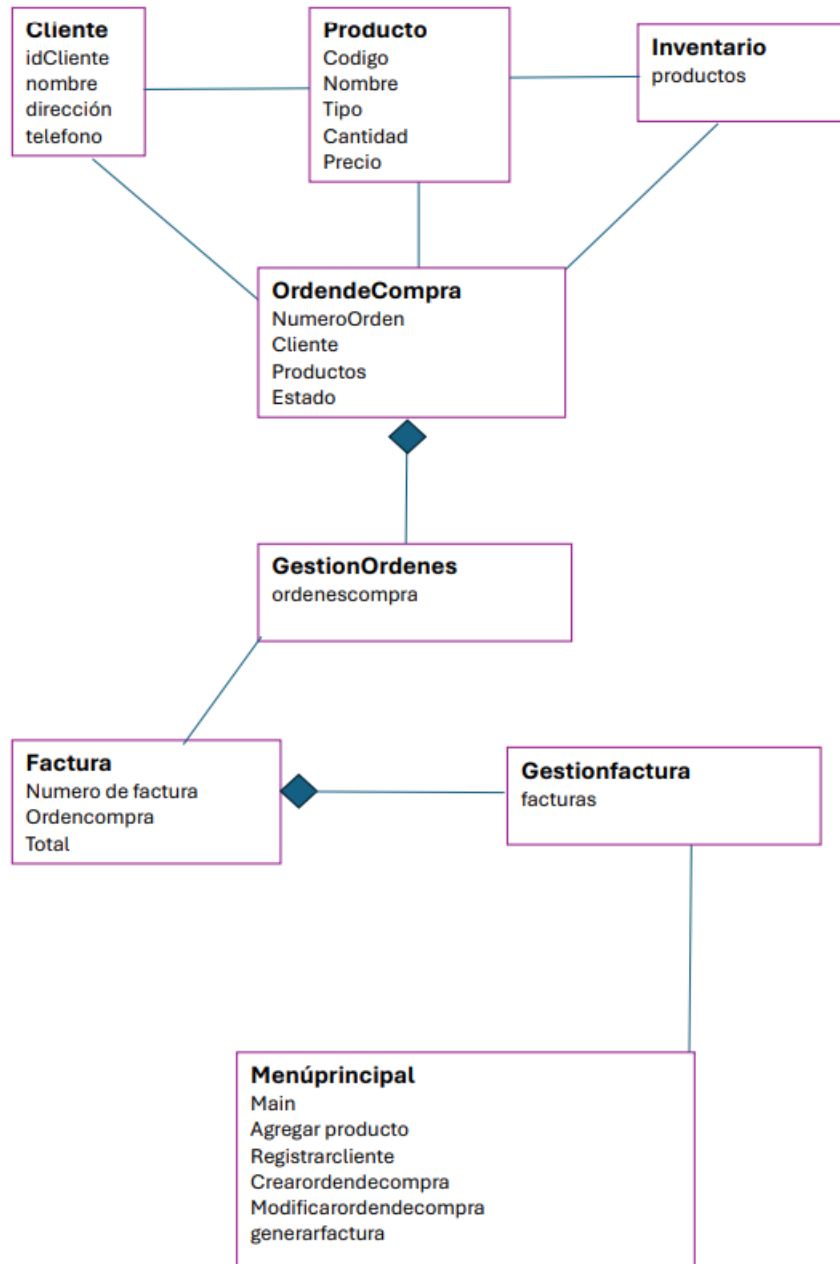 Cliente
idCliente
nombre
dirección
telefono
Producto
Codigo
Nombre
Tipo
Cantidad
Precio
Inventario
productos
OrdendeCompra
NumeroOrden
Cliente
Productos
Estado
GestionOrdenes
ordenescompra
Factura
Numero de factura
Ordencompra
Total
Gestionfactura
facturas
Menúprincipal
Main
Agregar producto
Registrarcliente
Crearordendecompra
Modificarordendecompra
generarfactura